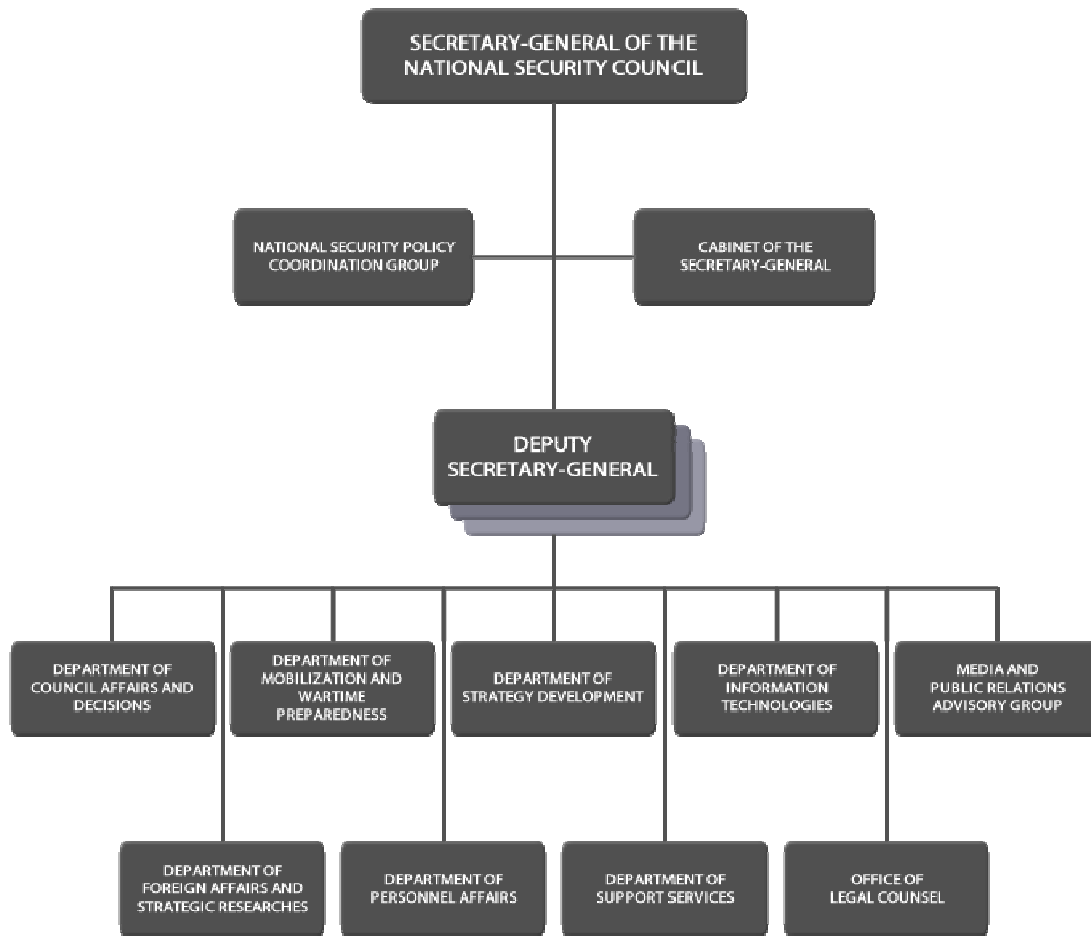 SECRETARY-GENERAL OF THE
NATIONAL SECURITY COUNCIL
NATIONAL SECURITY POLICY
COORDINATION GROUP
CABINET OF THE
SECRETARY-GENERAL
DEPUTY
SECRETARY-GENERAL
DEPARTMENT OF
COUNCIL AFFAIRS AND
DECISIONS
DEPARTMENT OF
MOBILIZATION AND
WARTIME
PREPAREDNESS
DEPARTMENT OF
STRATEGY DEVELOPMENT
DEPARTMENT OF
INFORMATION
TECHNOLOGIES
MEDIA AND
PUBLIC RELATIONS
ADVISORY GROUP
DEPARTMENT OF
FOREIGN AFFAIRS AND
STRATEGIC RESEARCHES
DEPARTMENT OF
PERSONNEL AFFAIRS
DEPARTMENT OF
SUPPORT SERVICES
OFFICE OF
LEGAL COUNSEL